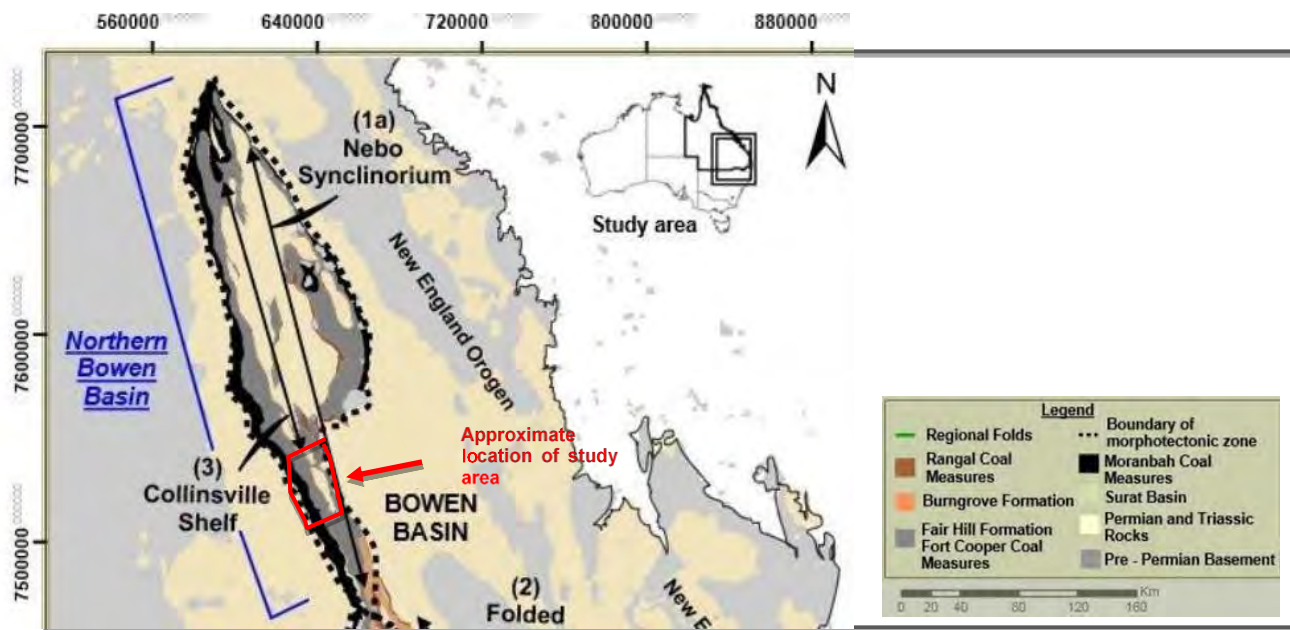 560000 640000 720000 800000 880000
7700000
7600000
7500000
(1a)
Nebo
Synclinorium
N
Study area
New England Orogen
Northern
Bowen
Basin
Approximate
location of study
area
(3)
Collinsville
Shelf
BOWEN
BASIN
(2)
Folded
New E
Legend
Regional Folds
Rangal Coal
Measures
Burngrove Formation
Fair Hill Formation
Fort Cooper Coal
Measures
Boundary of
morphotectonic zone
Moranbah Coal
Measures
Surat Basin
Permian and Triassic
Rocks
Pre - Permian Basement
Km
0 20 40 80 120 160